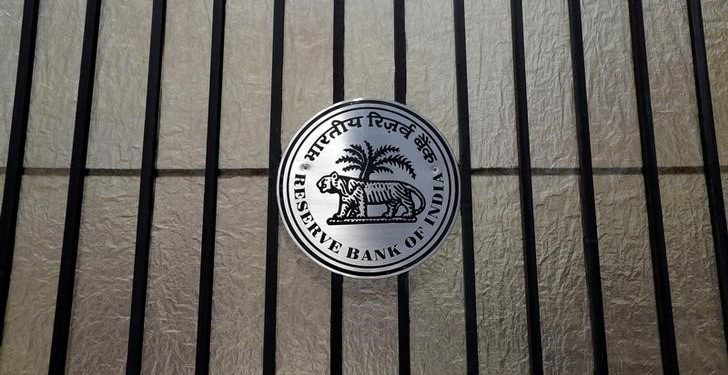 भारतीय रिज़र्व बैंक
RESERVE BANK OF INDIA